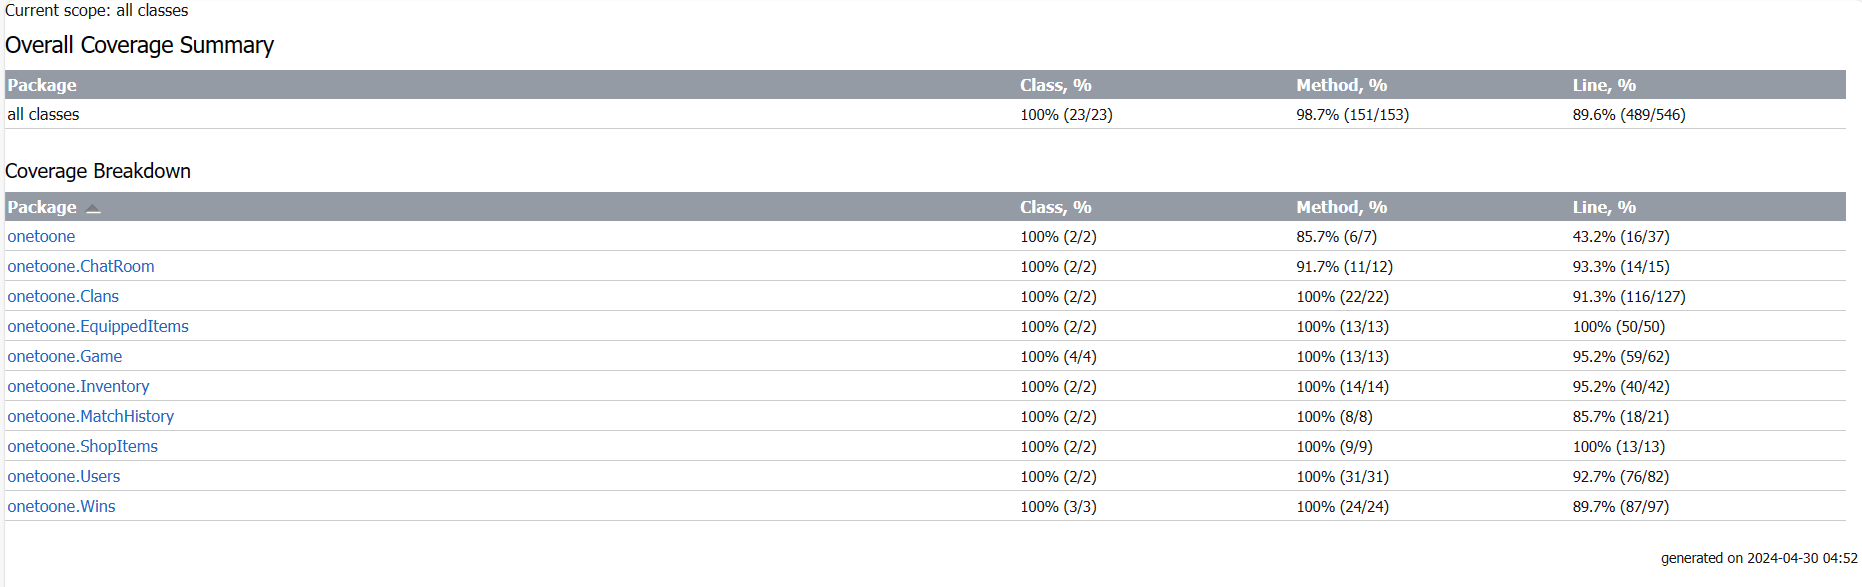 Current scope: all classes
Overall Coverage Summary
Package Class, % Method, % Line, %
all classes 100% (23/23) 98.7% (151/153) 89.6% (489/546)
Coverage Breakdown
Package Class, % Method, % Line, %
onetoone 100% (2/2) 85.7% (6/7) 43.2% (16/37)
onetoone.ChatRoom 100% (2/2) 91.7% (11/12) 93.3% (14/15)
onetoone.Clans 100% (2/2) 100% (22/22) 91.3% (116/127)
onetoone.EquippedItems 100% (2/2) 100% (13/13) 100% (50/50)
onetoone.Game 100% (4/4) 100% (13/13) 95.2% (59/62)
onetoone.Inventory 100% (2/2) 100% (14/14) 95.2% (40/42)
onetoone.MatchHistory 100% (2/2) 100% (8/8) 85.7% (18/21)
onetoone.ShopItems 100% (2/2) 100% (9/9) 100% (13/13)
onetoone.Users 100% (2/2) 100% (31/31) 92.7% (76/82)
onetoone.Wins 100% (3/3) 100% (24/24) 89.7% (87/97)
generated on 2024-04-30 04:52